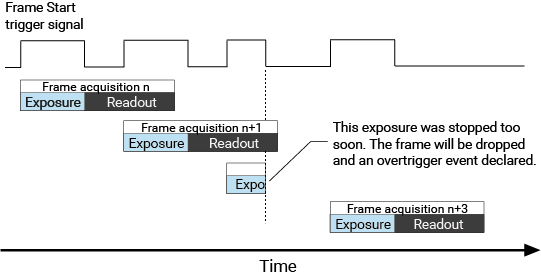 Frame Start
trigger signal
Frame acquisition n
Exposure Readout
Frame acquisition n+1
Exposure Readout
This exposure was stopped too
soon. The frame will be dropped
and an overtrigger event declared.
Expo
Frame acquisition n+3
Exposure Readout
Time